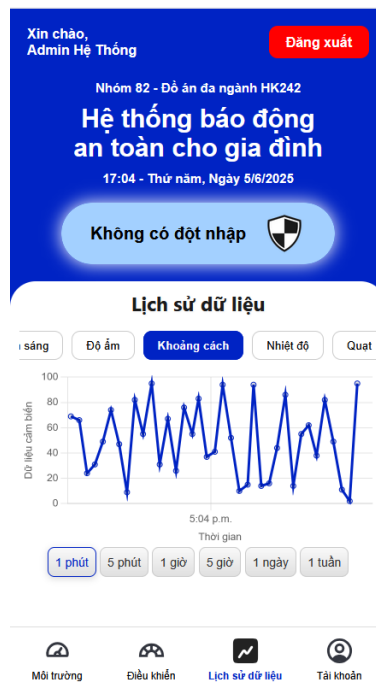 Xin chào,
Admin Hệ Thống
Đăng xuất
Nhóm 82 - Đồ án đa ngành HK242
Hệ thống báo động
an toàn cho gia đình
17:04 - Thứ năm, Ngày 5/6/2025
Không có đột nhập
Lịch sử dữ liệu
sáng
Độ ẩm
Khoảng cách
Nhiệt độ
Quạt
100
80
60
40
20
0
Dữ liệu cảm biến
5:04 p.m.
Thời gian
1 phút
5 phút
1 giờ
5 giờ
1 ngày
1 tuần
Môi trường
Điều khiển
Lịch sử dữ liệu
Tài khoản